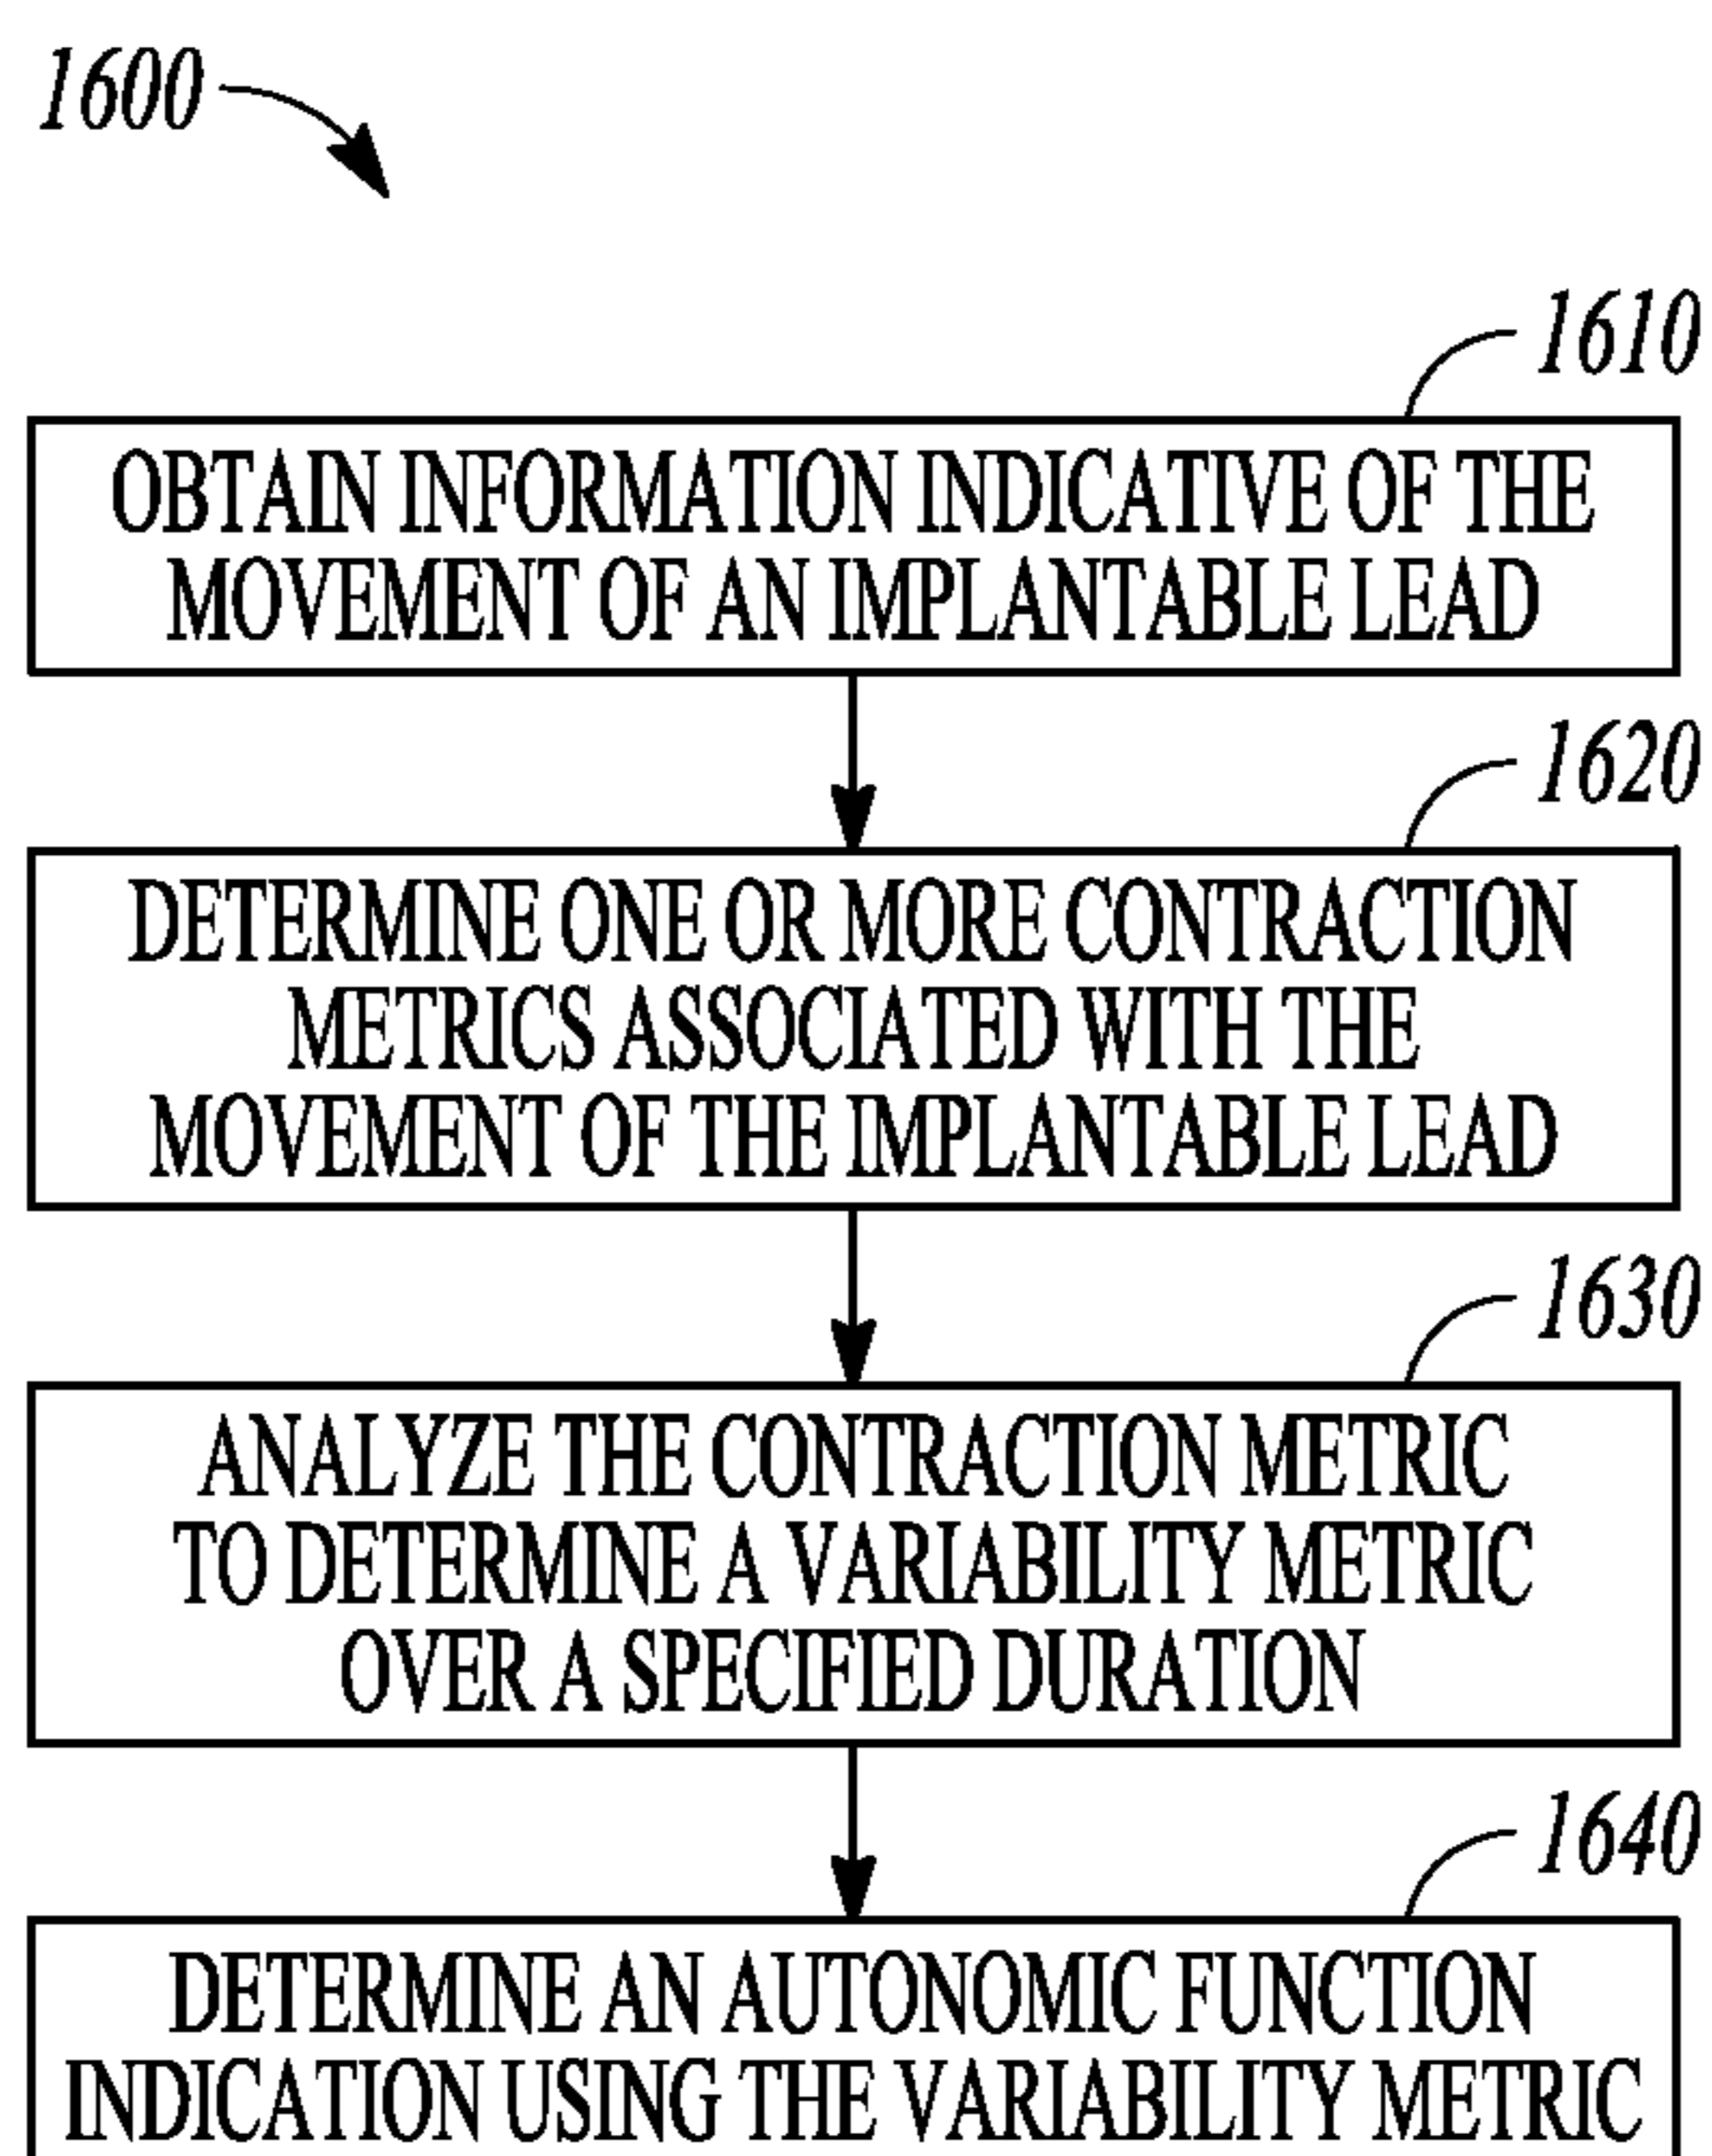 1600
1610
OBTAIN INFORMATION INDICATIVE OF THE
MOVEMENT OF AN IMPLANTABLE LEAD
1620
DETERMINE ONE OR MORE CONTRACTION
METRICS ASSOCIATED WITH THE
MOVEMENT OF THE IMPLANTABLE LEAD
1630
ANALYZE THE CONTRACTION METRIC
TO DETERMINE A VARIABILITY METRIC
OVER A SPECIFIED DURATION
1640
DETERMINE AN AUTONOMIC FUNCTION
INDICATION USING THE VARIABILITY METRIC